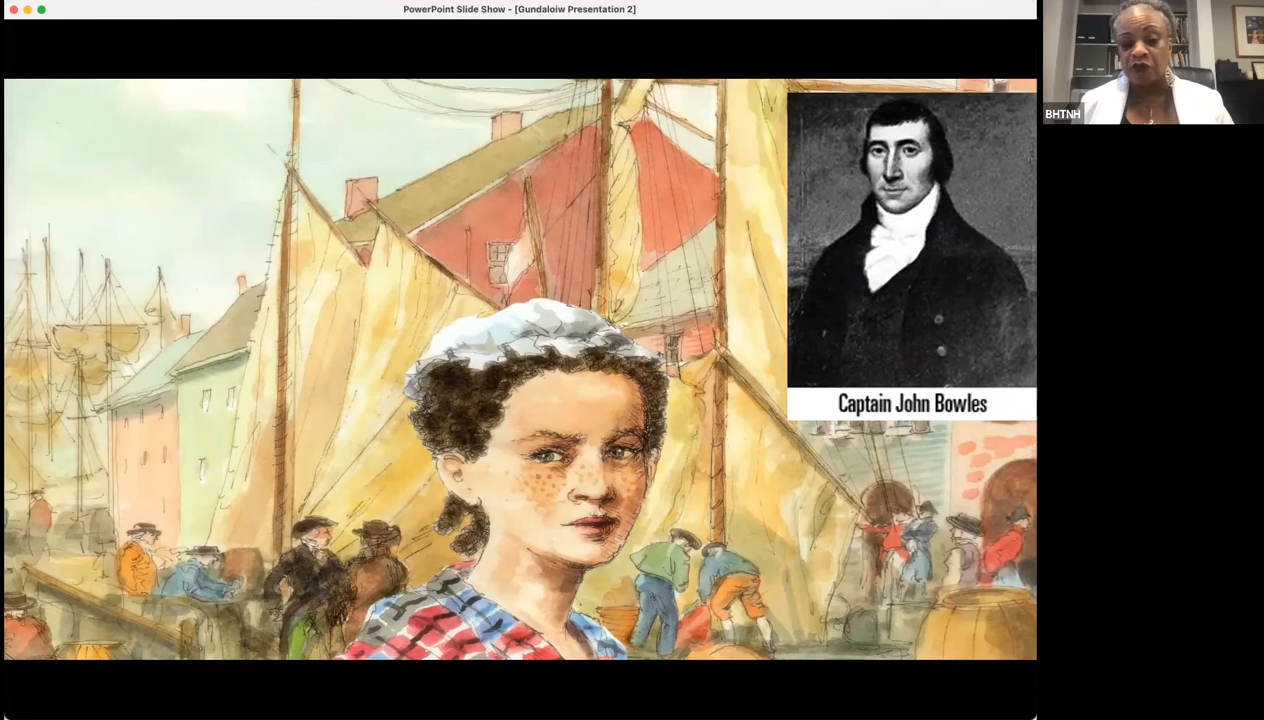 PowerPoint Slide Show - [Gundaloiw Presentation 2]
BHTNH
Captain John Bowles